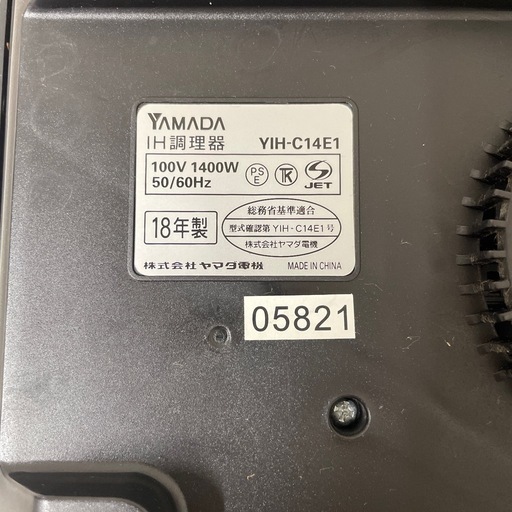 YAMADA
IH調理器 YIH-C14E1
100V 1400W
50/60Hz
PS
E
JET
18年製
総務省基準適合
型式確認第 YIH-C14E1号
株式会社ヤマダ電機
株式会社ヤマダ電機 MADE IN CHINA
05821